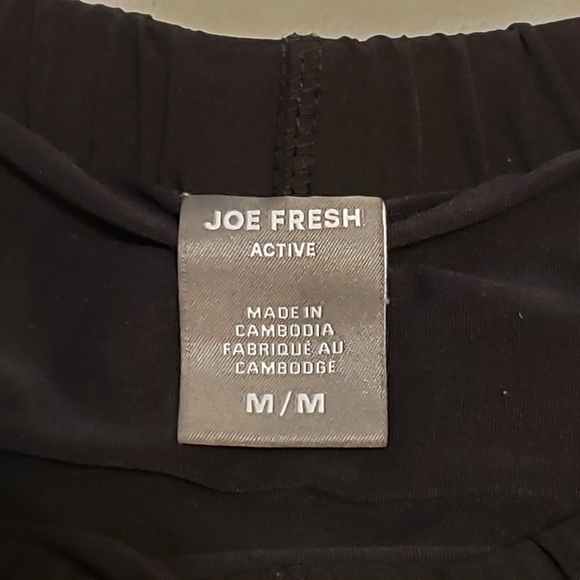 JOE FRESH
ACTIVE
MADE IN
CAMBODIA
FABRIQUÉ AU
CAMBODGE
M/M